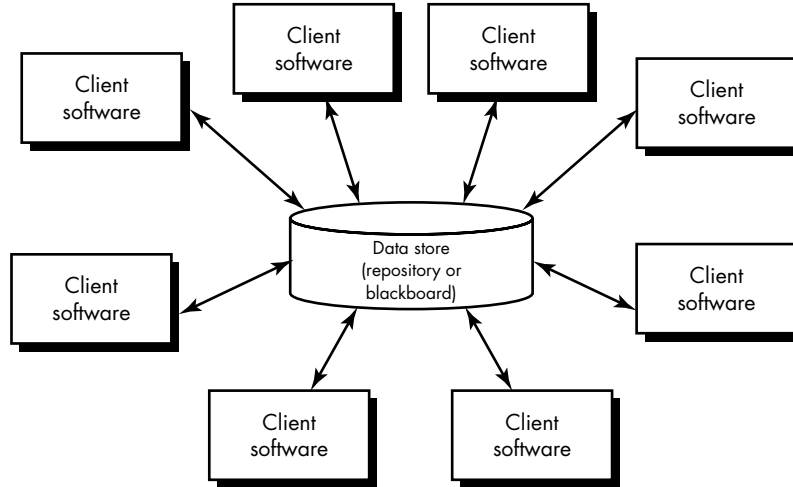 Client
software
Client
software
Client
software
Client
software
Data store
(repository or
blackboard)
Client
software
Client
software
Client
software
Client
software